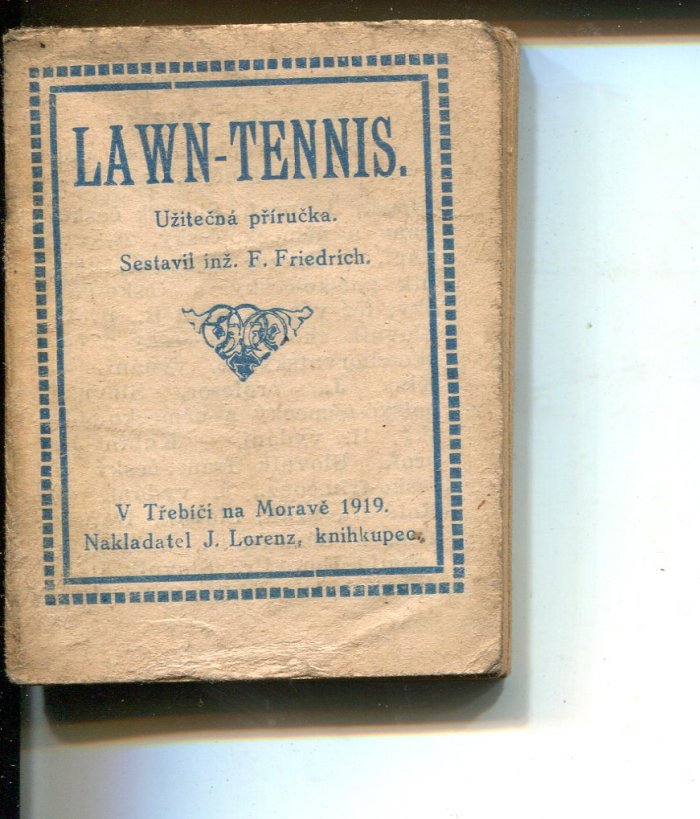 LAWN-TENNIS.
Užitečná příručka.
Sestavil inž. F. Friedrich.
V Třebíči na Moravě 1919.
Nakladatel J. Lorenz, knihkupec.